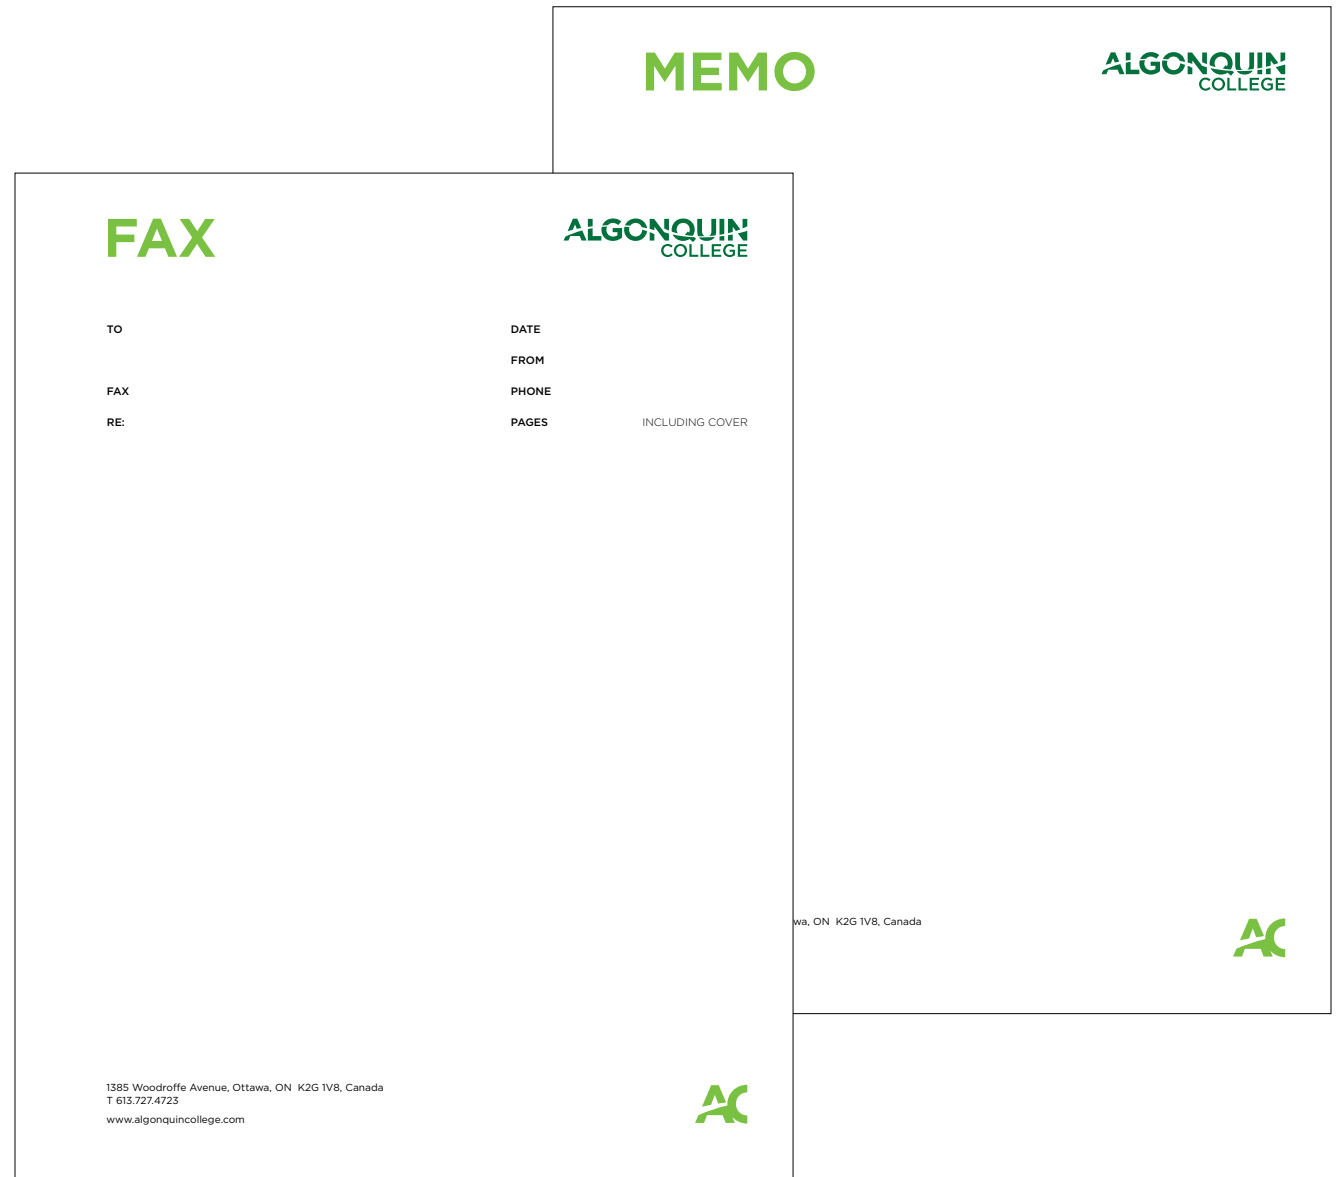 MEMO
ALGONQUIN
COLLEGE
FAX
ALGONQUIN
COLLEGE
TO
DATE
FROM
FAX
PHONE
RE:
PAGES INCLUDING COVER
wa, ON K2G 1V8, Canada
AC
1385 Woodroffe Avenue, Ottawa, ON K2G 1V8, Canada
T 613.727.4723
www.algonquincollege.com
AC